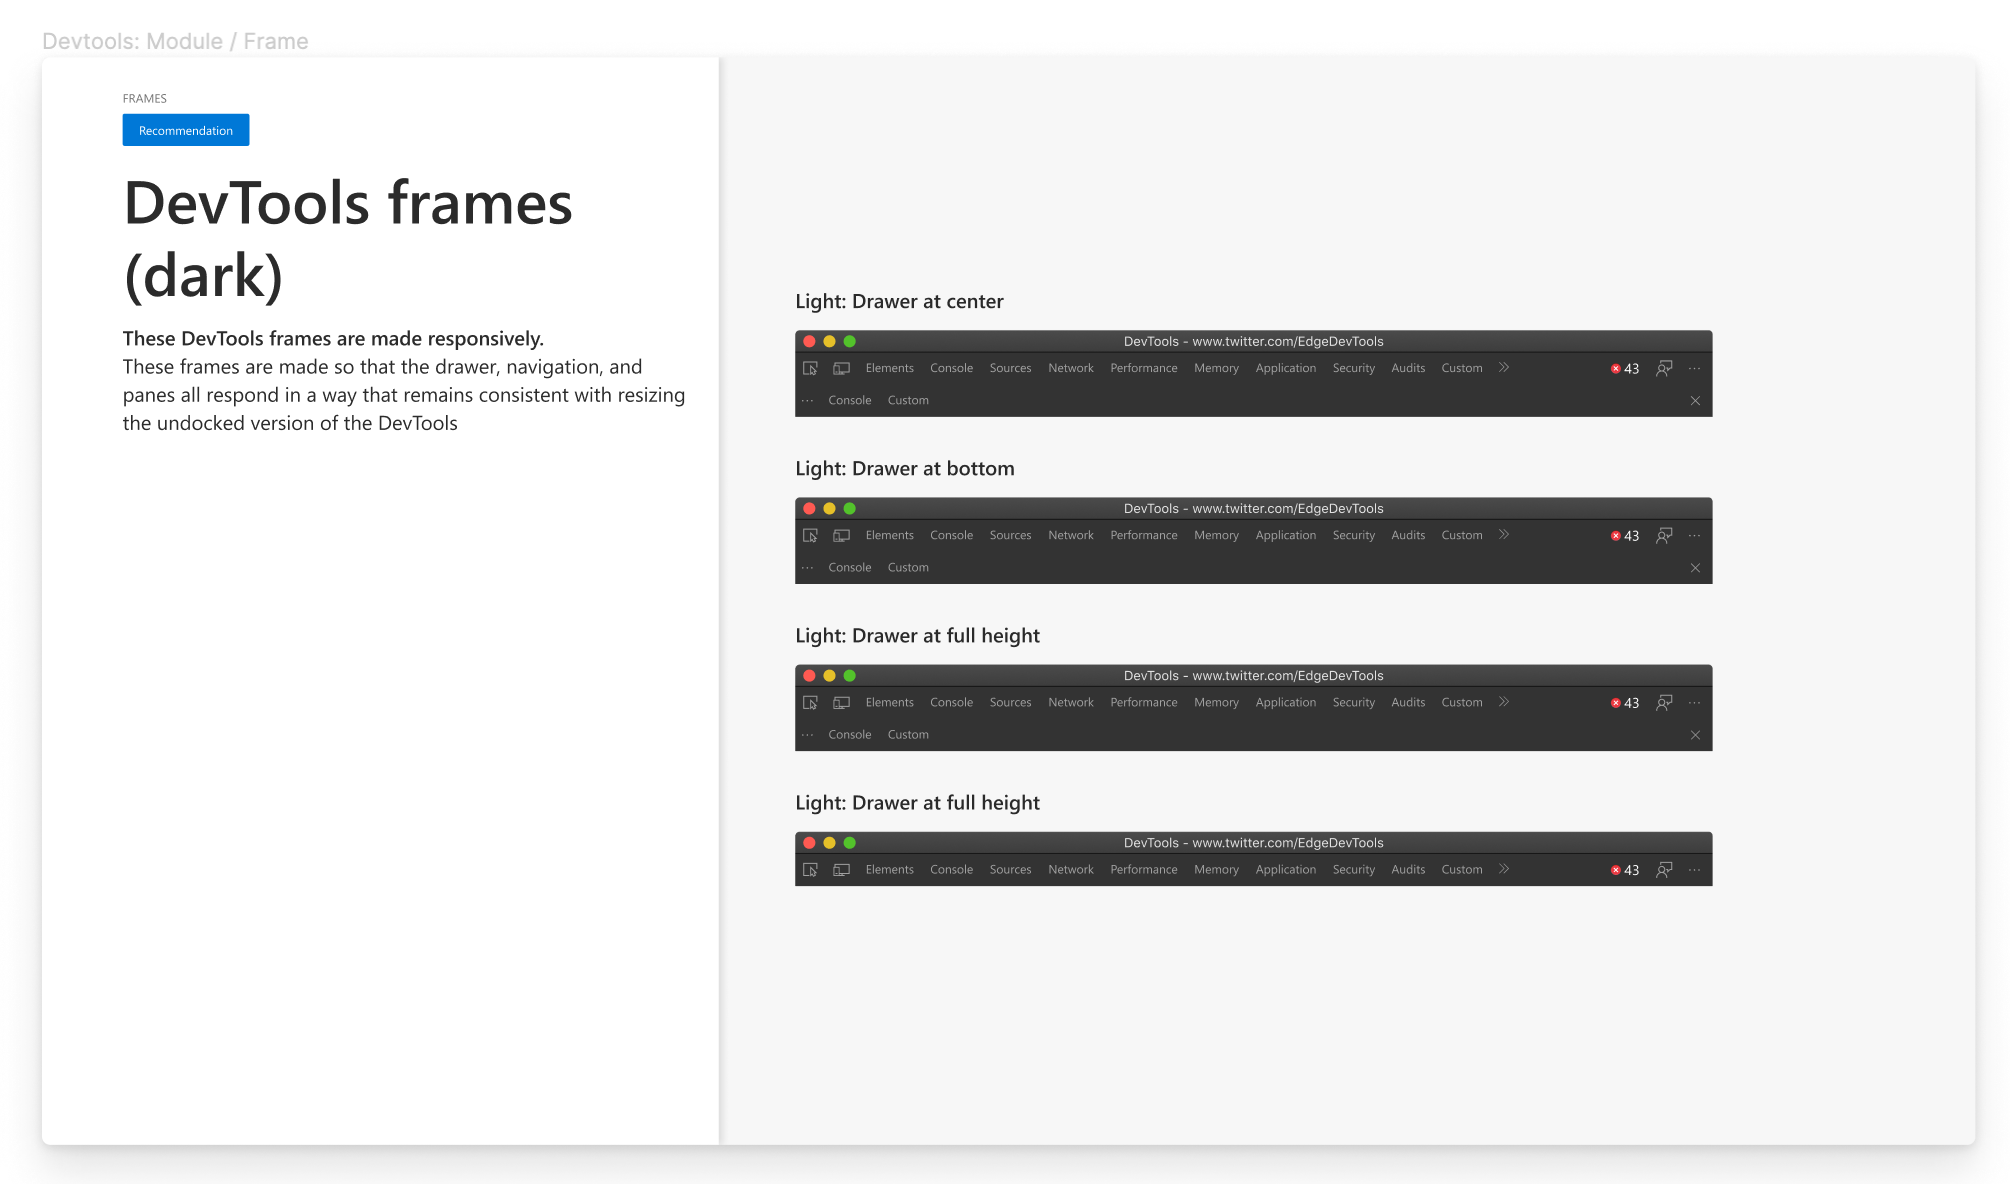 Devtools: Module / Frame
FRAMES
Recommendation
DevTools frames
(dark)
These DevTools frames are made responsively.
These frames are made so that the drawer, navigation, and
panes all respond in a way that remains consistent with resizing
the undocked version of the DevTools
Light: Drawer at center
DevTools - www.twitter.com/EdgeDevTools
Elements Console Sources Network Performance Memory Application Security Audits Custom 43
Console Custom
Light: Drawer at bottom
DevTools - www.twitter.com/EdgeDevTools
Elements Console Sources Network Performance Memory Application Security Audits Custom 43
Console Custom
Light: Drawer at full height
DevTools - www.twitter.com/EdgeDevTools
Elements Console Sources Network Performance Memory Application Security Audits Custom 43
Console Custom
Light: Drawer at full height
DevTools - www.twitter.com/EdgeDevTools
Elements Console Sources Network Performance Memory Application Security Audits Custom 43